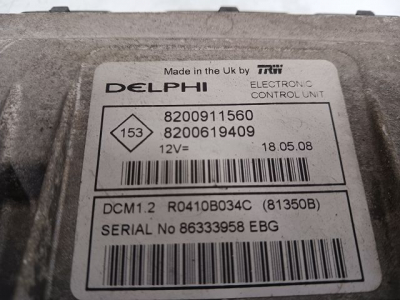 Made in the Uk by TRW
DELPHI
ELECTRONIC
CONTROL UNIT
153
8200911560
8200619409
12V=
18.05.08
DCM1.2 R0410B034C (81350B)
SERIAL No 86333958 EBG